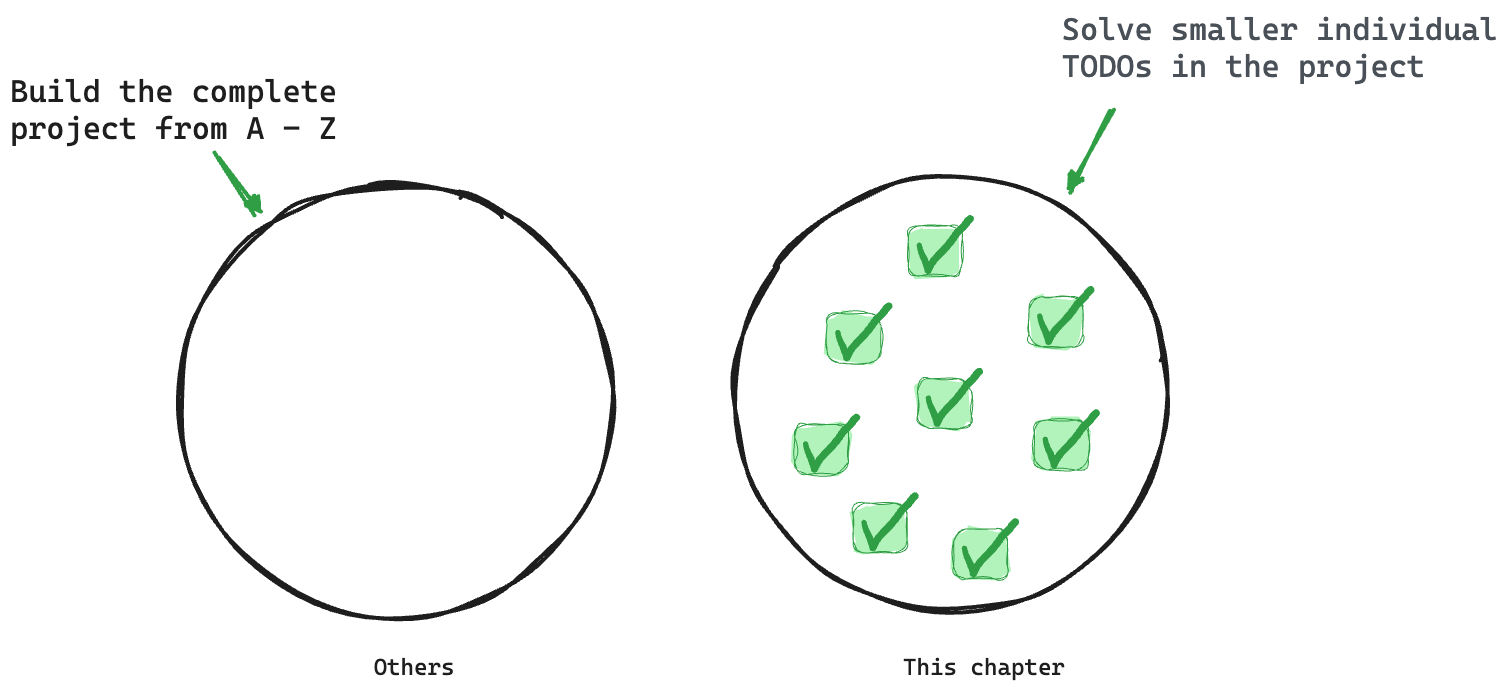 Build the complete
project from A - Z
Solve smaller individual
TODOs in the project
Others
This chapter